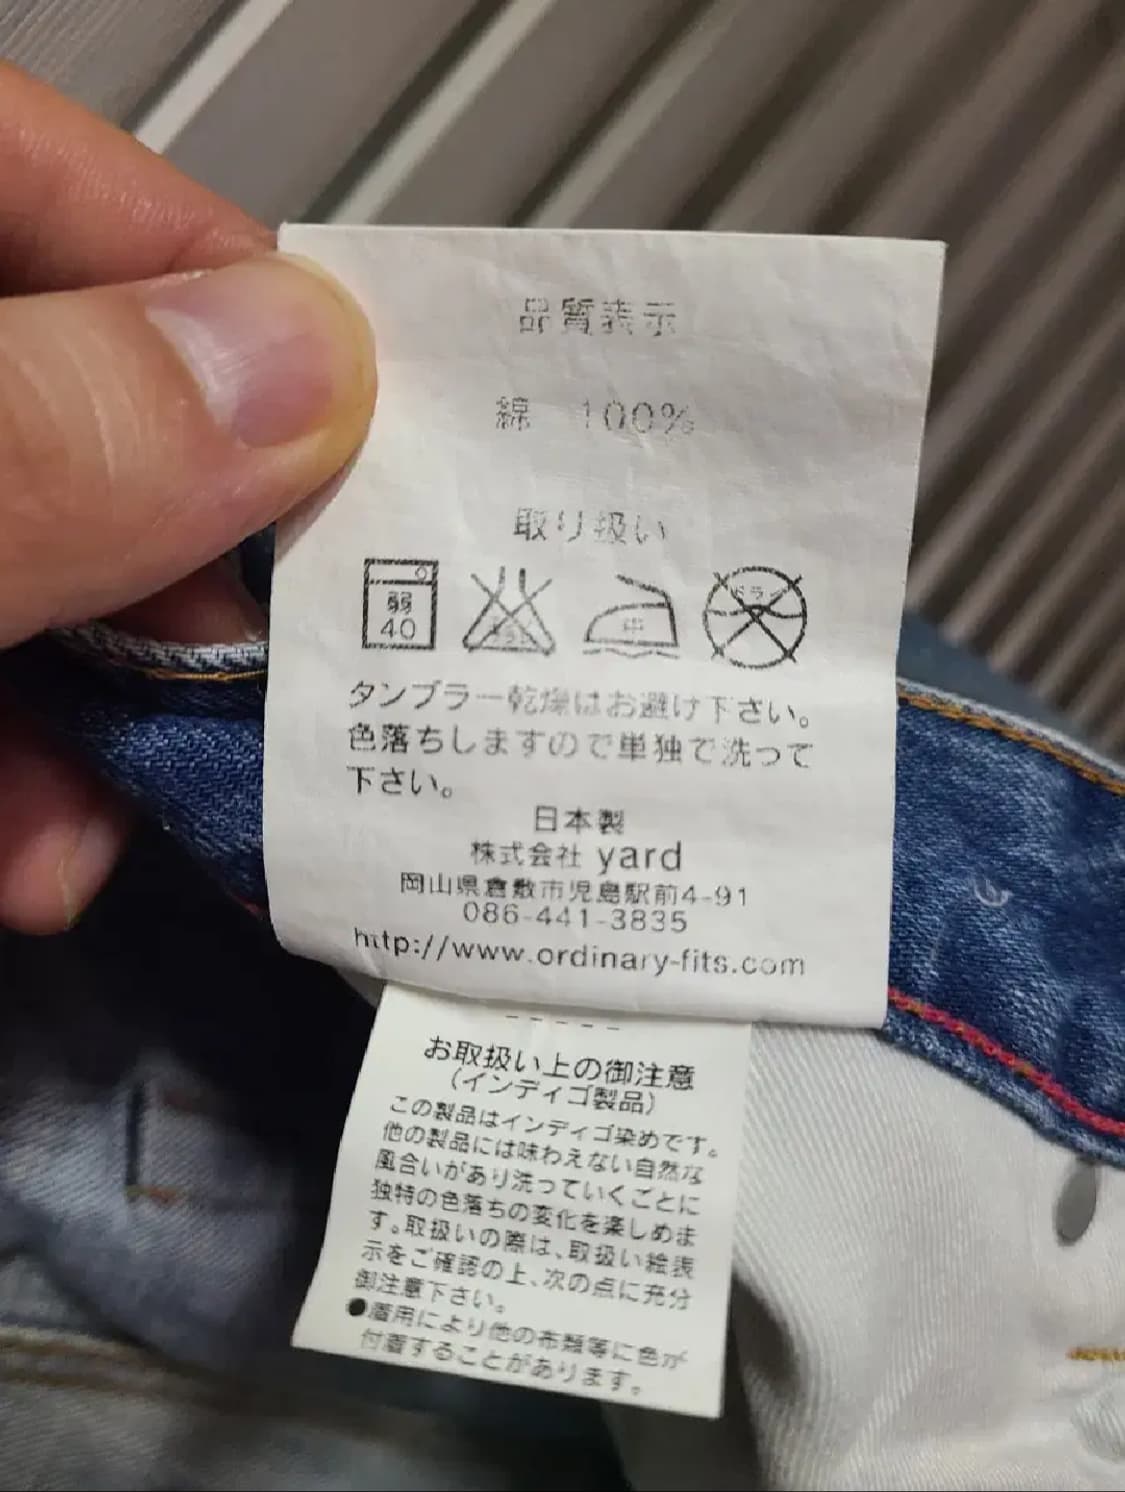 品質表示
綿 100%
取り扱い
弱
40
中
ドライ
タンブラー乾燥はお避け下さい。
色落ちしますので単独で洗って
下さい。
日本製
株式会社 yard
岡山県倉敷市児島駅前4-91
086-441-3835
http://www.ordinary-fits.com
お取扱い上の御注意
(インディゴ製品)
この製品はインディゴ染めです。
他の製品には味わえない自然な
風合いがあり洗っていくごとに
独特の色落ちの変化を楽しめま
す。取扱いの際は、取扱い絵表
示をご確認の上、次の点に充分
御注意下さい。
●着用により他の布類等に色が
付着することがあります。